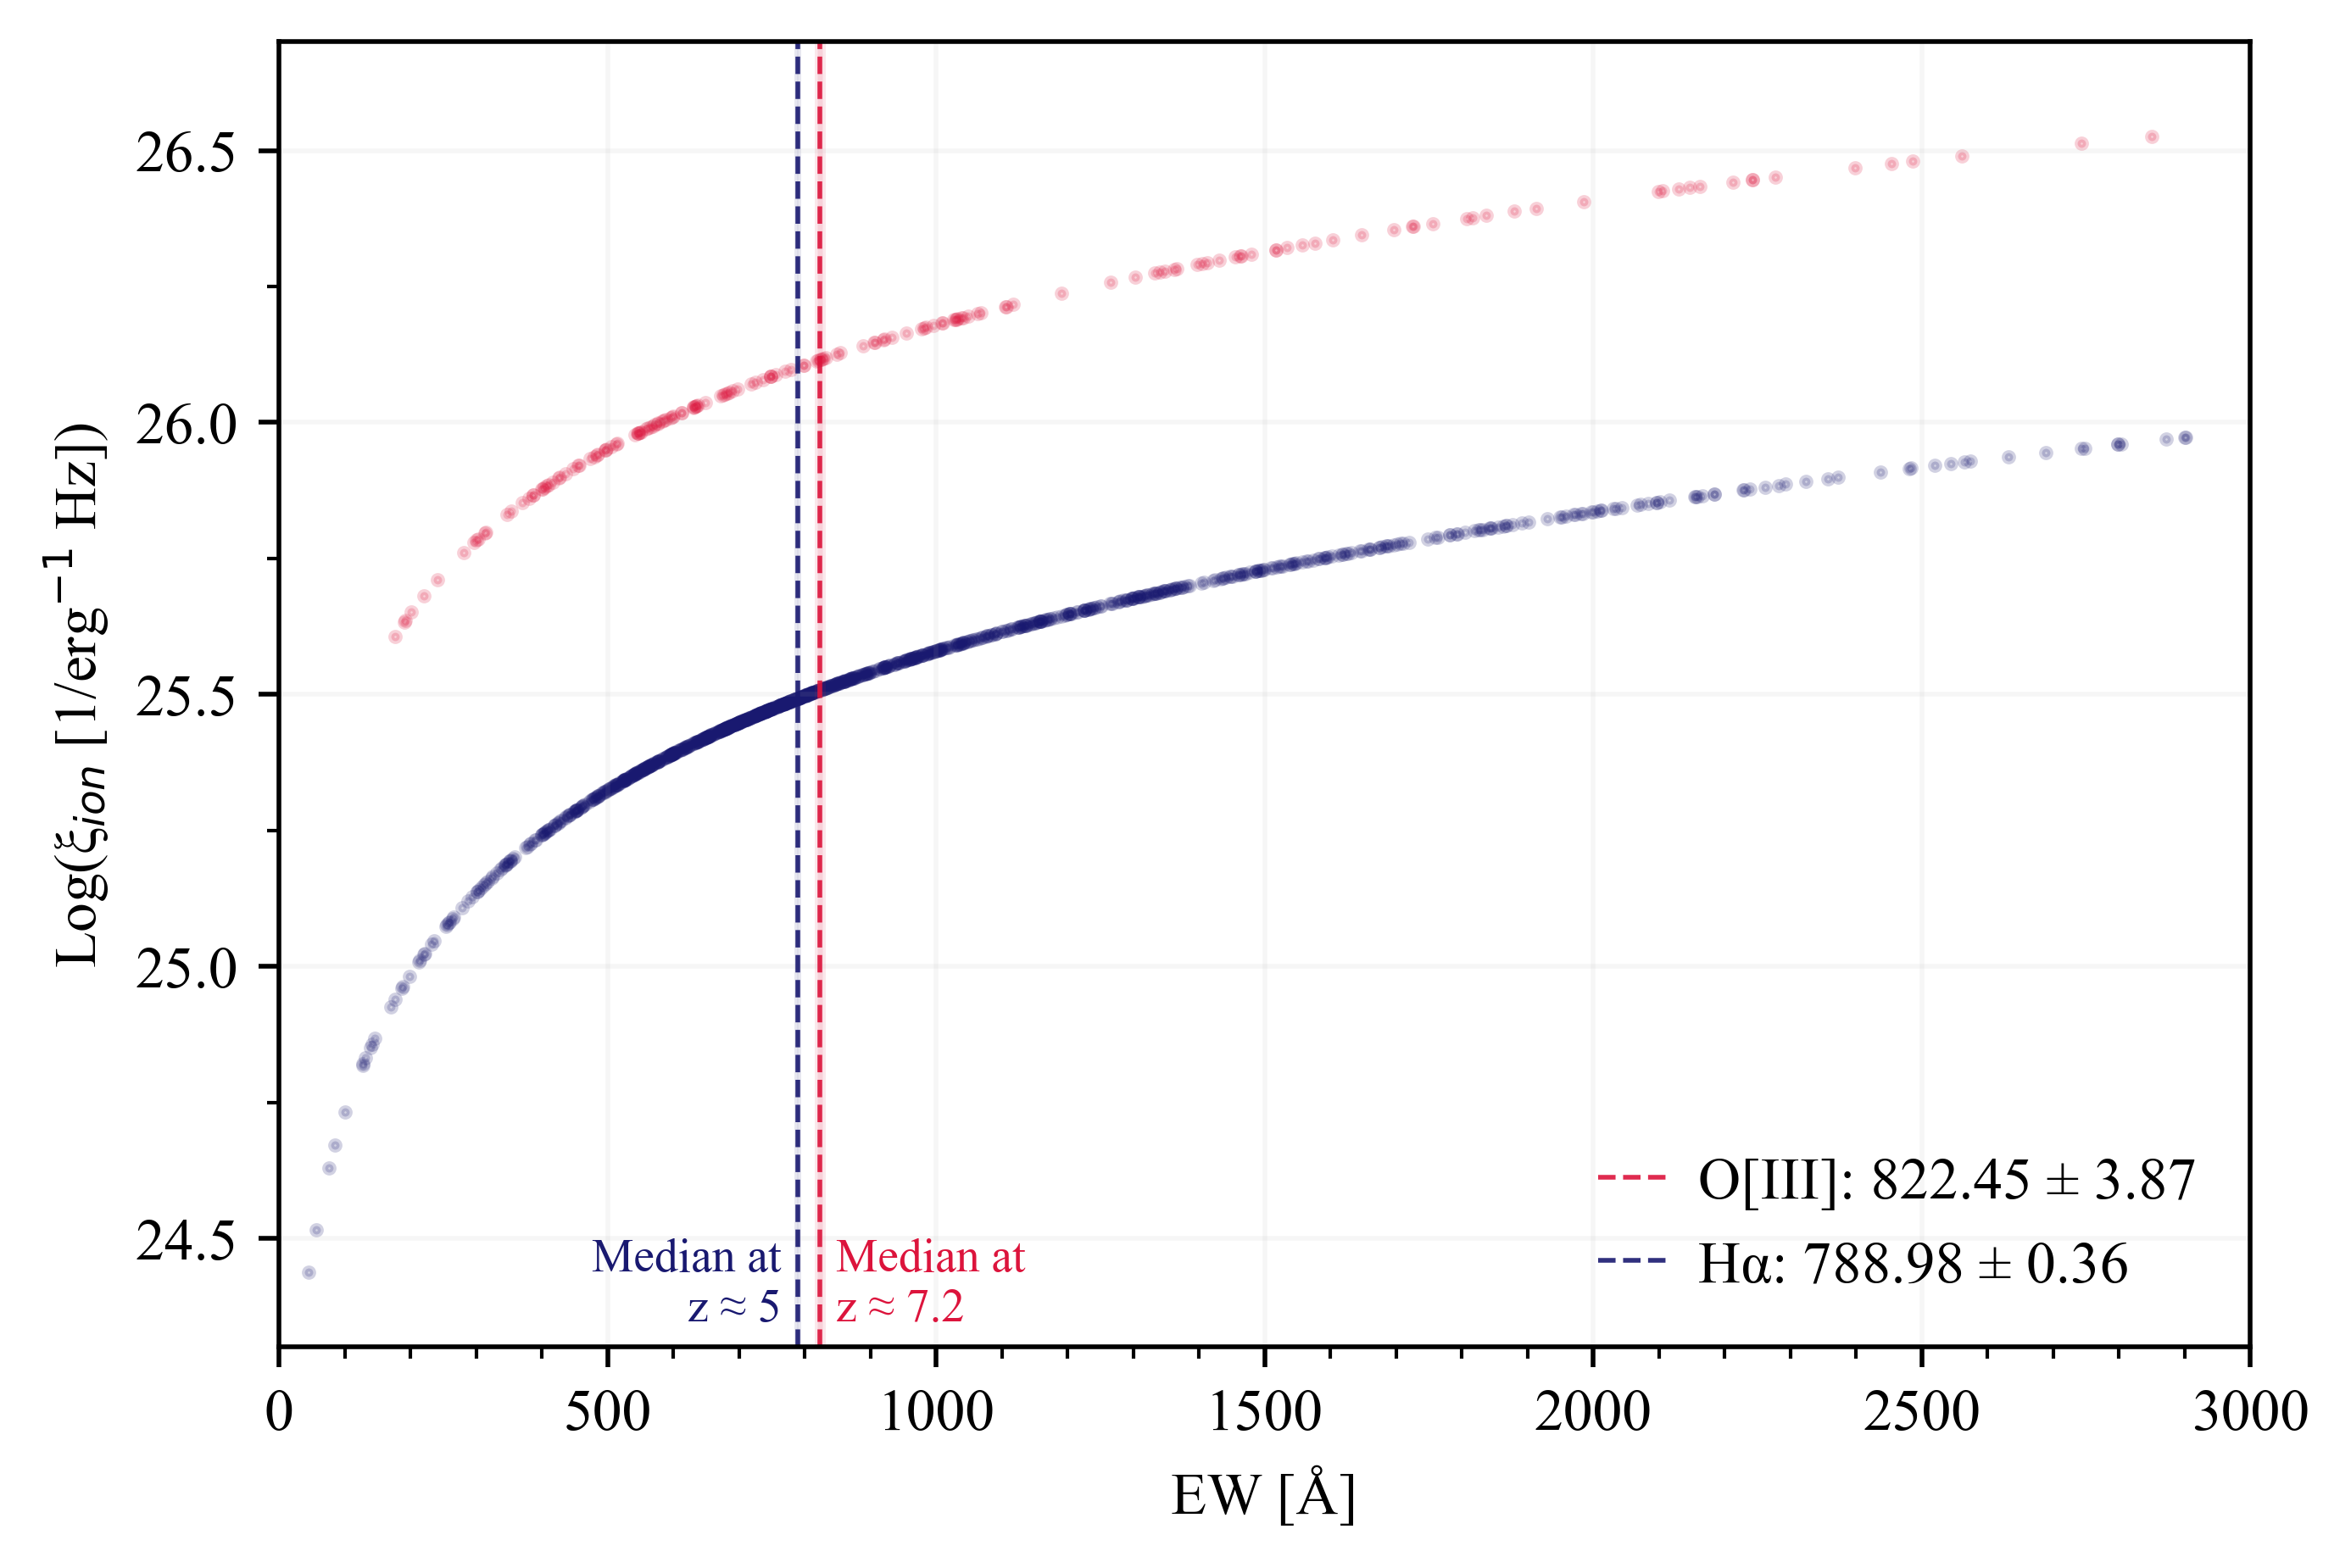 26.5
26.0
25.5
25.0
24.5
Log(ξion [1/erg⁻¹ Hz])
Median at
z ≈ 5
Median at
z ≈ 7.2
O[III]: 822.45 ± 3.87
Hα: 788.98 ± 0.36
0 500 1000 1500 2000 2500 3000
EW [Å]